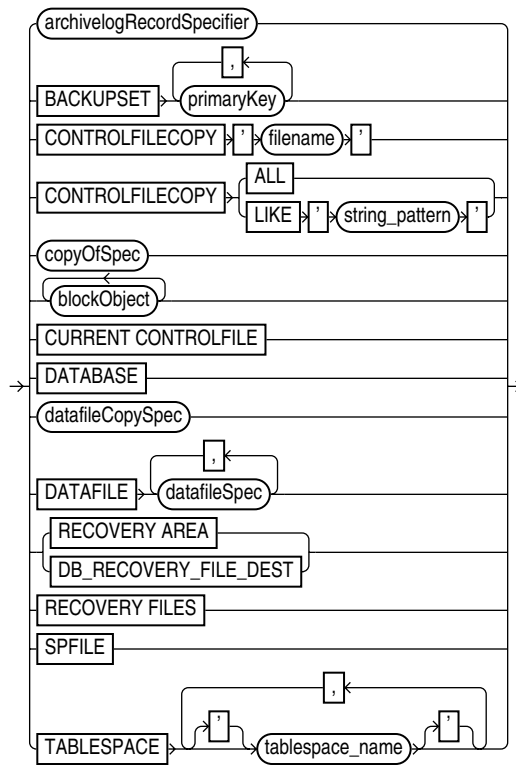 archivelogRecordSpecifier
,
BACKUPSET primaryKey
CONTROLFILECOPY ' filename '
ALL
CONTROLFILECOPY
LIKE ' string_pattern '
copyOfSpec
blockObject
CURRENT CONTROLFILE
DATABASE
datafileCopySpec
,
DATAFILE datafileSpec
RECOVERY AREA
DB_RECOVERY_FILE_DEST
RECOVERY FILES
SPFILE
,
' '
TABLESPACE tablespace_name